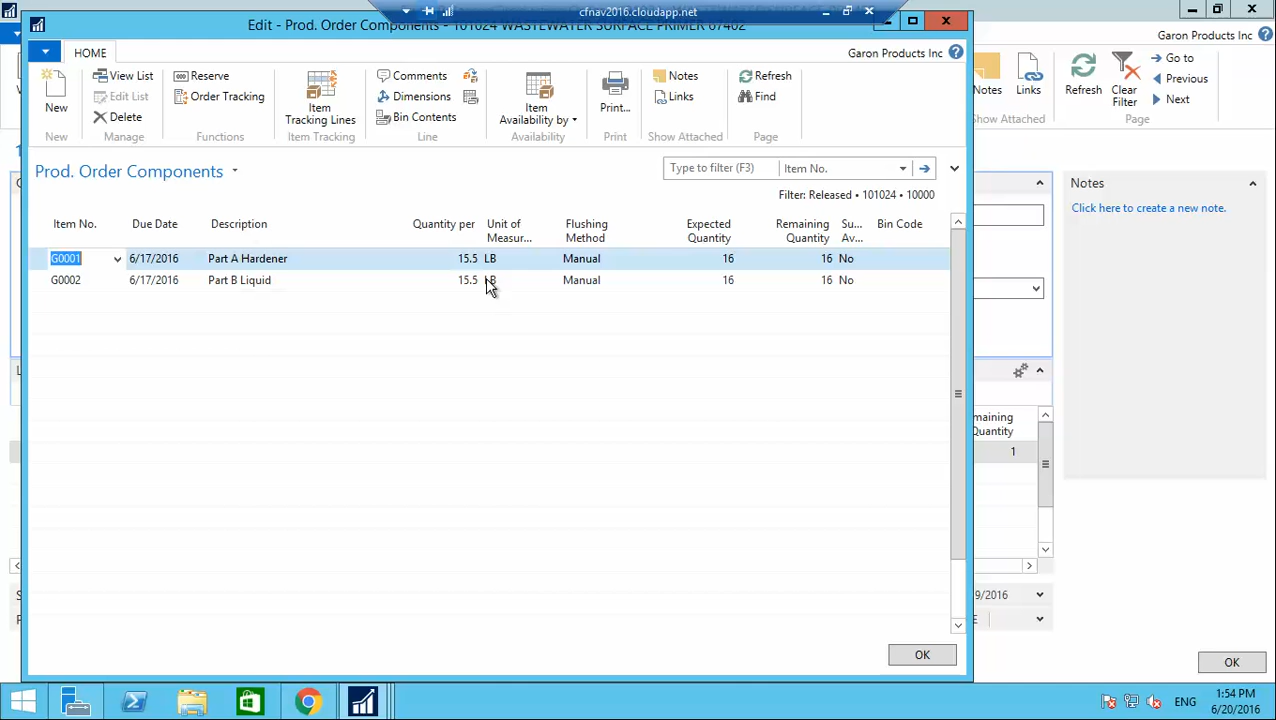 cfnav2016.cloudapp.net
Edit - Prod. Order Components - 101024 WASTEWATER SURFACE PRIMER 07402
HOME
Garon Products Inc
Garon Products Inc
New
View List
Edit List
Delete
Reserve
Order Tracking
Item Tracking Lines
Comments
Dimensions
Bin Contents
Item Availability by
Print...
Notes
Links
Refresh
Find
New
Manage
Functions
Item Tracking
Line
Availability
Print
Show Attached
Page
Notes
Links
Refresh
Clear Filter
Go to
Previous
Next
Show Attached
Page
Prod. Order Components
Type to filter (F3)
Item No.
Filter: Released • 101024 • 10000
Item No. Due Date Description Quantity per Unit of Measur... Flushing Method Expected Quantity Remaining Quantity Su... Av... Bin Code
G0001 6/17/2016 Part A Hardener 15.5 LB Manual 16 16 No
G0002 6/17/2016 Part B Liquid 15.5 LB Manual 16 16 No
OK
Notes
Click here to create a new note.
Quantity
1
9/2016
OK
ENG
1:54 PM
6/20/2016